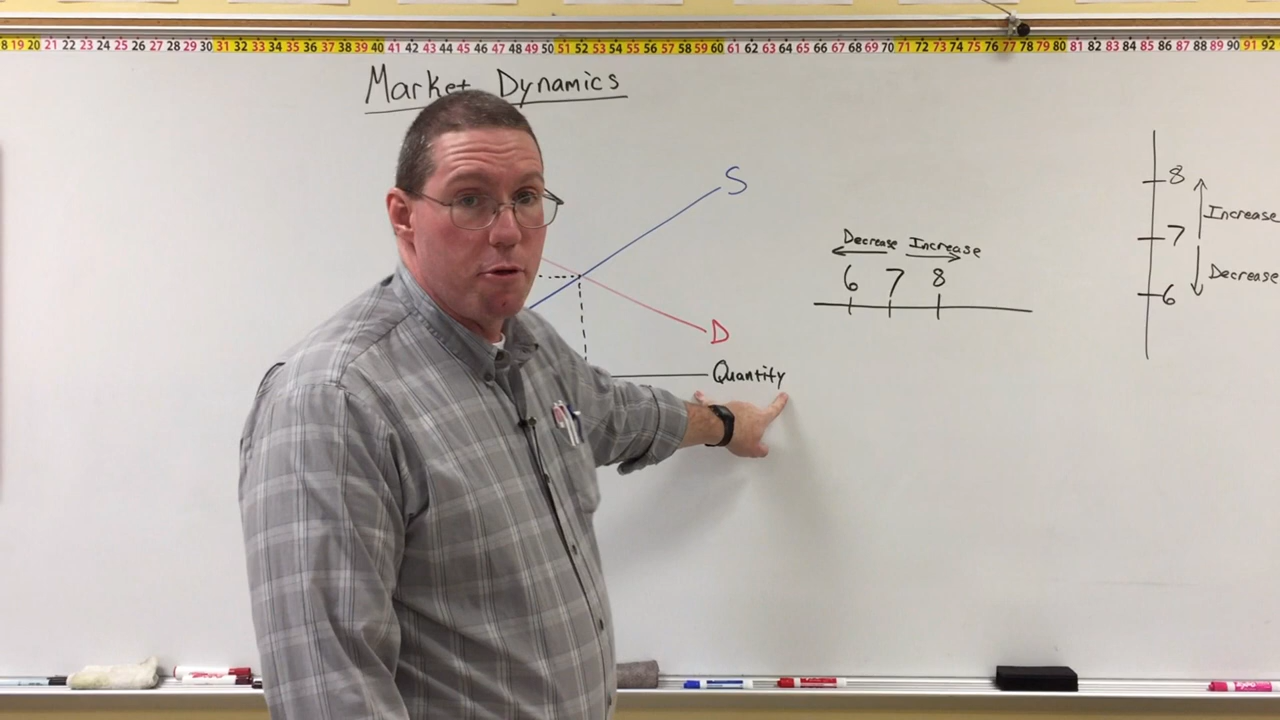 8 19 20 21 22 23 24 25 26 27 28 29 30 31 32 33 34 35 36 37 38 39 40 41 42 43 44 45 46 47 48 49 50 51 52 53 54 55 56 57 58 59 60 61 62 63 64 65 66 67 68 69 70 71 72 73 74 75 76 77 78 79 80 81 82 83 84 85 86 87 88 89 90 91 92
Market Dynamics
S
D
Quantity
Decrease Increase
6 7 8
8
Increase
7
Decrease
6